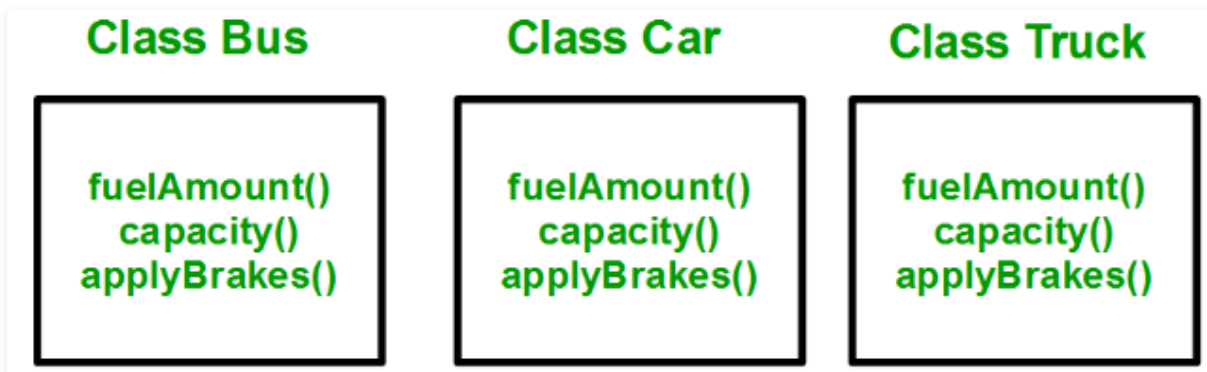 Class Bus
Class Car
Class Truck
fuelAmount()
capacity()
applyBrakes()
fuelAmount()
capacity()
applyBrakes()
fuelAmount()
capacity()
applyBrakes()